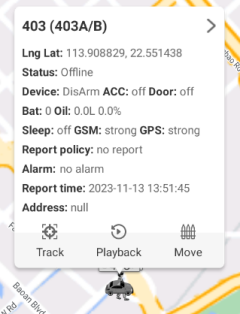 403 (403A/B)
Lng Lat: 113.908829, 22.551438
Status: Offline
Device: DisArm ACC: off Door: off
Bat: 0 Oil: 0.0L 0.0%
Sleep: off GSM: strong GPS: strong
Report policy: no report
Alarm: no alarm
Report time: 2023-11-13 13:51:45
Address: null
Track Playback Move
Baoan Blvd